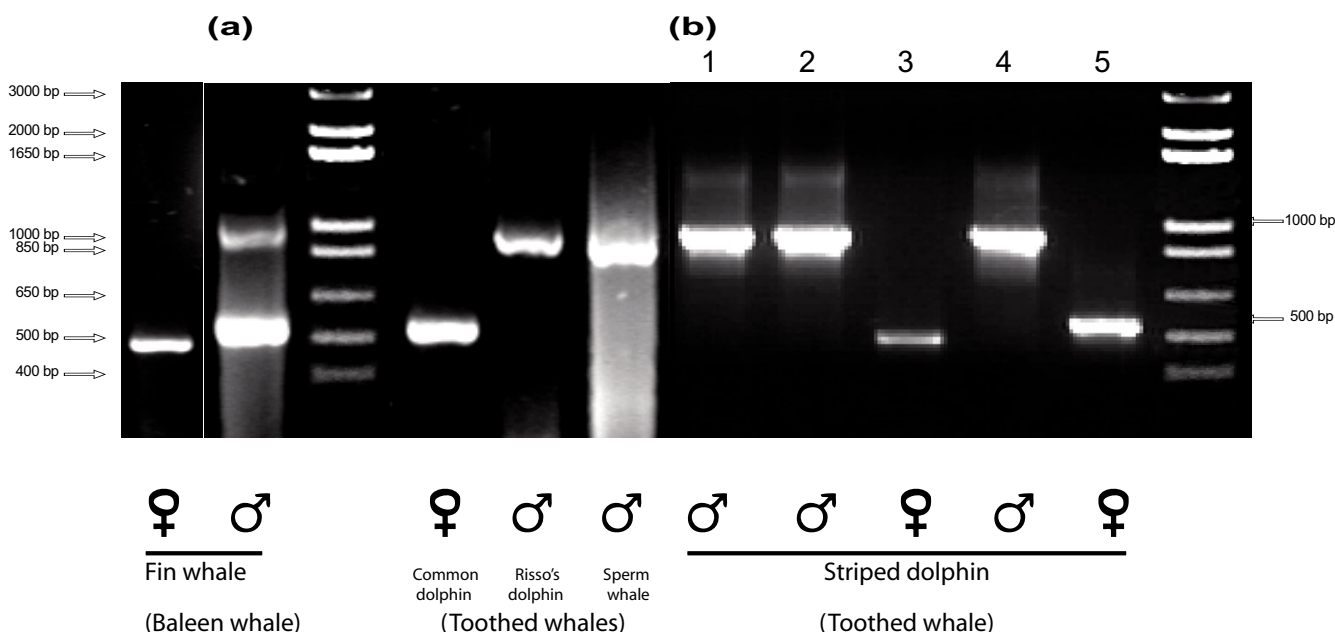 (a) (b)
1 2 3 4 5
3000 bp
2000 bp
1650 bp
1000 bp
850 bp
650 bp
500 bp
400 bp
1000 bp
500 bp
♀ ♂ ♀ ♂ ♂ ♂ ♂ ♀ ♂ ♀
Fin whale
(Baleen whale)
Common
dolphin
Risso's
dolphin
Sperm
whale
(Toothed whales)
Striped dolphin
(Toothed whale)